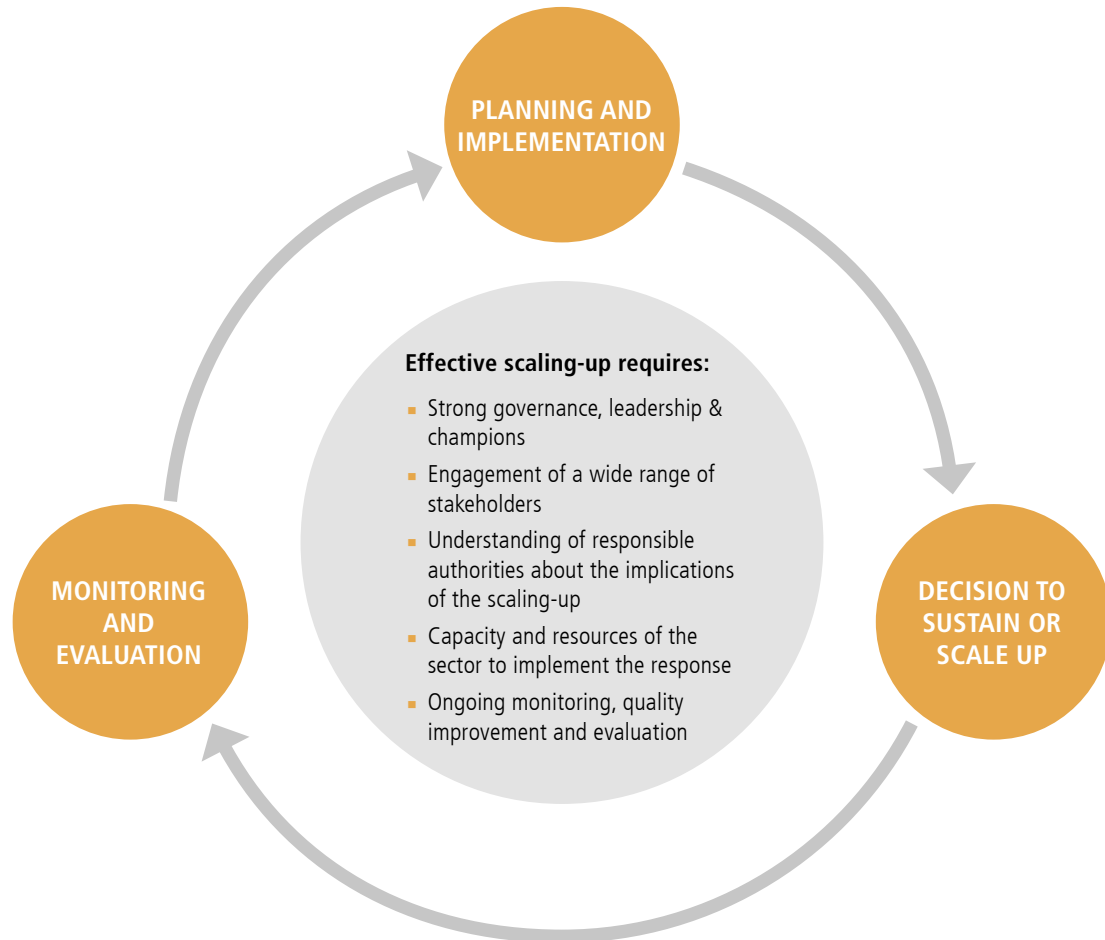 PLANNING AND
IMPLEMENTATION
Effective scaling-up requires:
▪ Strong governance, leadership &
champions
▪ Engagement of a wide range of
stakeholders
▪ Understanding of responsible
authorities about the implications
of the scaling-up
▪ Capacity and resources of the
sector to implement the response
▪ Ongoing monitoring, quality
improvement and evaluation
MONITORING
AND
EVALUATION
DECISION TO
SUSTAIN OR
SCALE UP